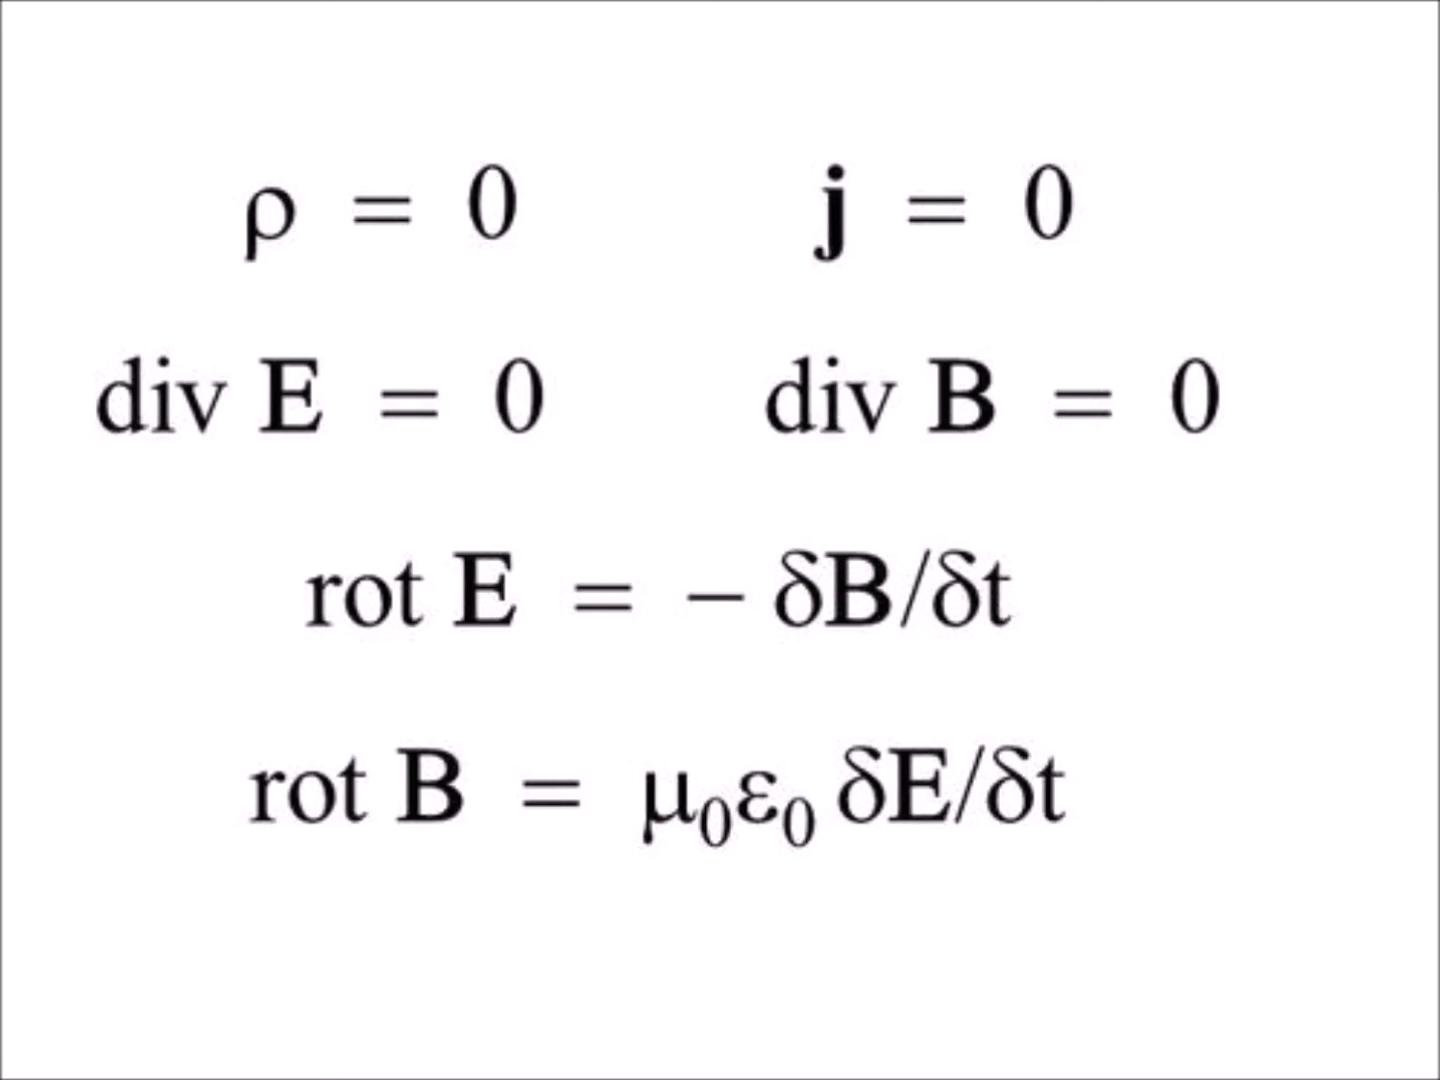 ρ = 0 j = 0
div E = 0 div B = 0
rot E = – δB/δt
rot B = μ₀ε₀ δE/δt